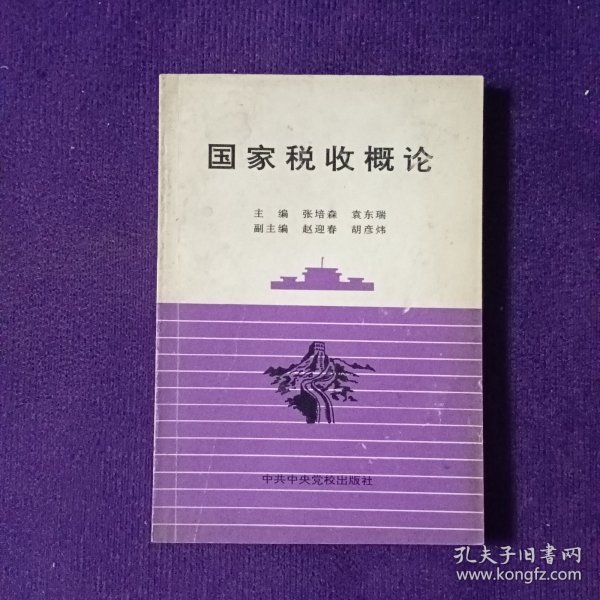 国家税收概论
主 编 张培森 袁东瑞
副主编 赵迎春 胡彦炜
中共中央党校出版社
孔夫子旧书网
www.kongfz.com